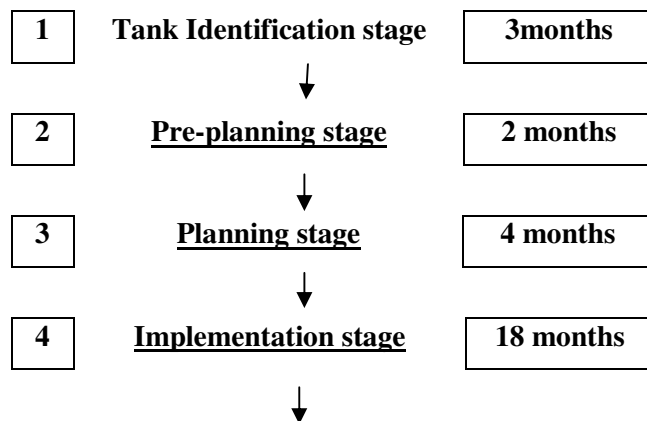 1 Tank Identification stage 3months
2 Pre-planning stage 2 months
3 Planning stage 4 months
4 Implementation stage 18 months